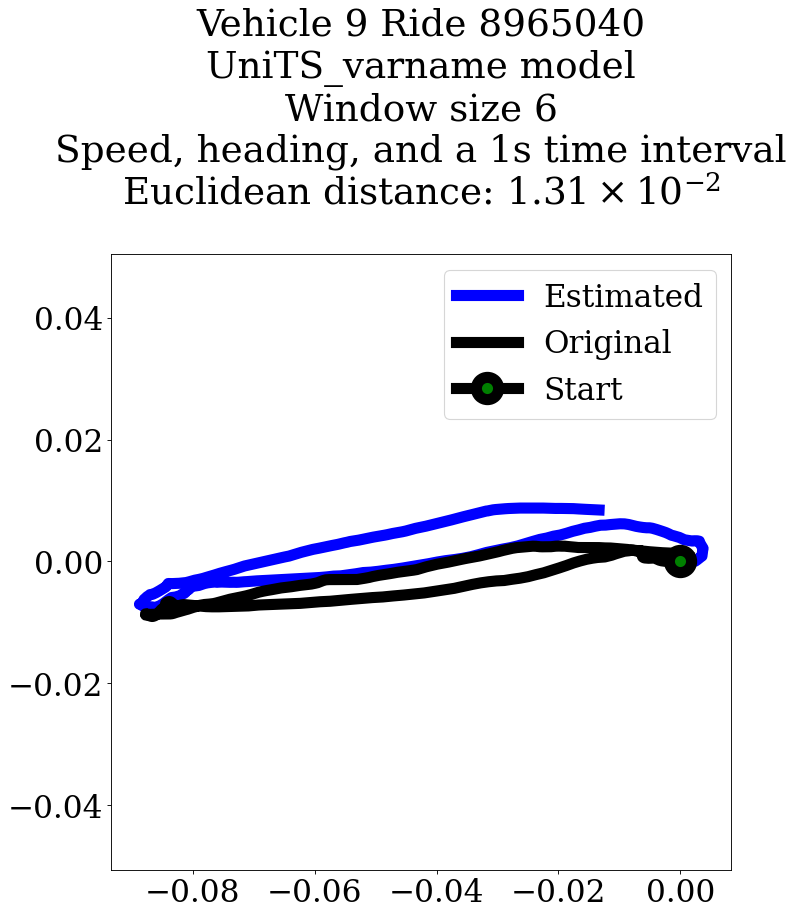 Vehicle 9 Ride 8965040
UniTS_varname model
Window size 6
Speed, heading, and a 1s time interval
Euclidean distance: 1.31 × 10⁻²
Estimated
Original
Start
0.04
0.02
0.00
−0.02
−0.04
−0.08 −0.06 −0.04 −0.02 0.00